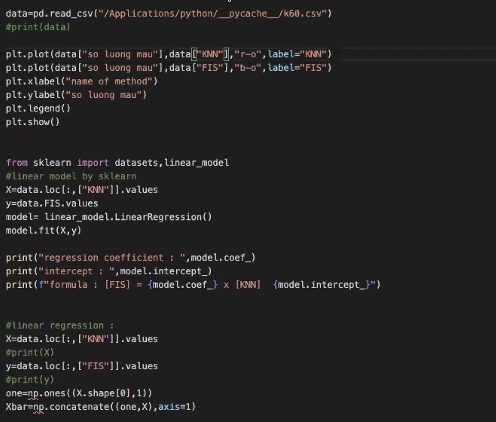 data=pd.read_csv("/Applications/python/__pycache__/k60.csv")
#print(data)
plt.plot(data["so luong mau"],data["KNN"],"r-o",label="KNN")
plt.plot(data["so luong mau"],data["FIS"],"b-o",label="FIS")
plt.xlabel("name of method")
plt.ylabel("so luong mau")
plt.legend()
plt.show()
from sklearn import datasets,linear_model
#linear model by sklearn
X=data.loc[:,["KNN"]].values
y=data.FIS.values
model= linear_model.LinearRegression()
model.fit(X,y)
print("regression coefficient : ",model.coef_)
print("intercept : ",model.intercept_)
print(f"formula : [FIS] = {model.coef_} x [KNN]  {model.intercept_}")
#linear regression :
X=data.loc[:,["KNN"]].values
#print(X)
y=data.loc[:,["FIS"]].values
#print(y)
one=np.ones((X.shape[0],1))
Xbar=np.concatenate((one,X),axis=1)